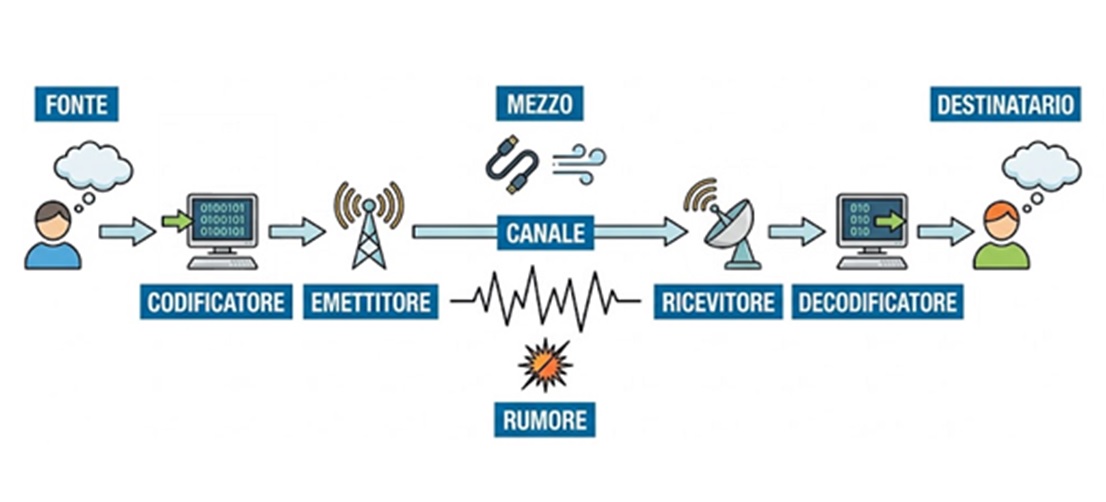 FONTE
MEZZO
DESTINATARIO
0100101
0100101
0100101
010
010
010
CANALE
CODIFICATORE
EMETTITORE
RICEVITORE
DECODIFICATORE
RUMORE